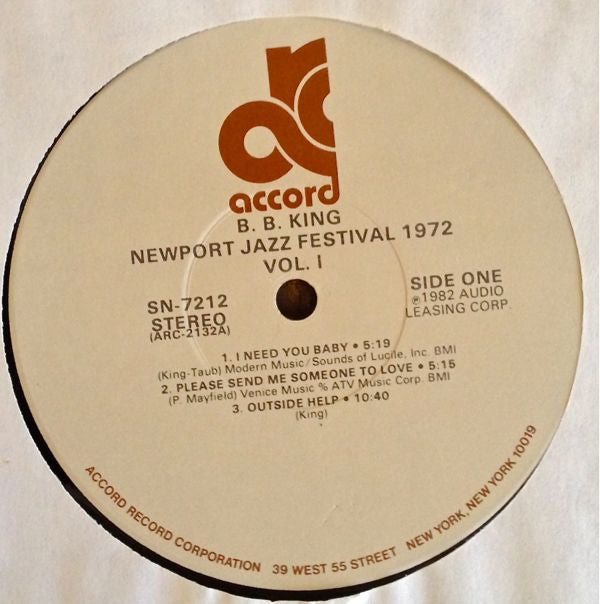 accord
B. B. KING
NEWPORT JAZZ FESTIVAL 1972
VOL. I
SN-7212
STEREO
(ARC-2132A)
SIDE ONE
℗1982 AUDIO
LEASING CORP.
1. I NEED YOU BABY • 5:19
(King-Taub) Modern Music/Sounds of Lucile, Inc. BMI
2. PLEASE SEND ME SOMEONE TO LOVE • 5:15
(P. Mayfield) Venice Music % ATV Music Corp. BMI
3. OUTSIDE HELP • 10:40
(King)
ACCORD RECORD CORPORATION 39 WEST 55 STREET NEW YORK, NEW YORK 10019